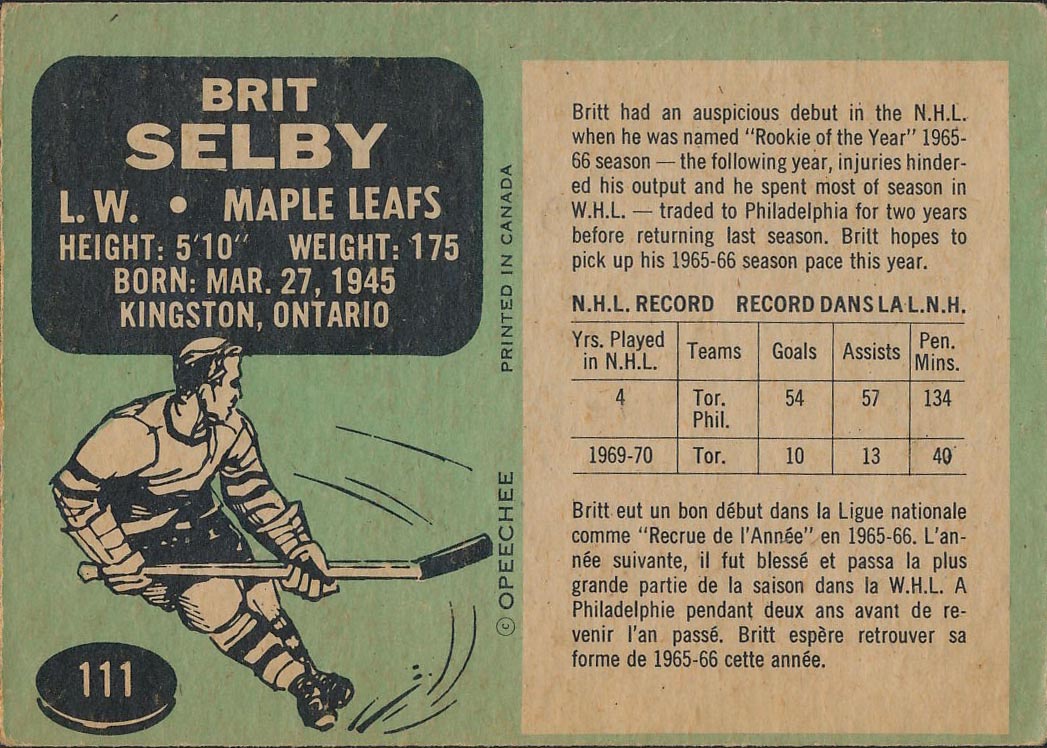 BRIT
SELBY
L.W. • MAPLE LEAFS
HEIGHT: 5'10" WEIGHT: 175
BORN: MAR. 27, 1945
KINGSTON, ONTARIO
111
© OPEECHEE PRINTED IN CANADA
Britt had an auspicious debut in the N.H.L.
when he was named "Rookie of the Year" 1965-
66 season — the following year, injuries hinder-
ed his output and he spent most of season in
W.H.L. — traded to Philadelphia for two years
before returning last season. Britt hopes to
pick up his 1965-66 season pace this year.
N.H.L. RECORD RECORD DANS LA L.N.H.
Yrs. Played
in N.H.L. Teams Goals Assists Pen.
Mins.
4 Tor. 54 57 134
Phil.
1969-70 Tor. 10 13 40
Britt eut un bon début dans la Ligue nationale
comme "Recrue de l'Année" en 1965-66. L'an-
née suivante, il fut blessé et passa la plus
grande partie de la saison dans la W.H.L. A
Philadelphie pendant deux ans avant de re-
venir l'an passé. Britt espère retrouver sa
forme de 1965-66 cette année.